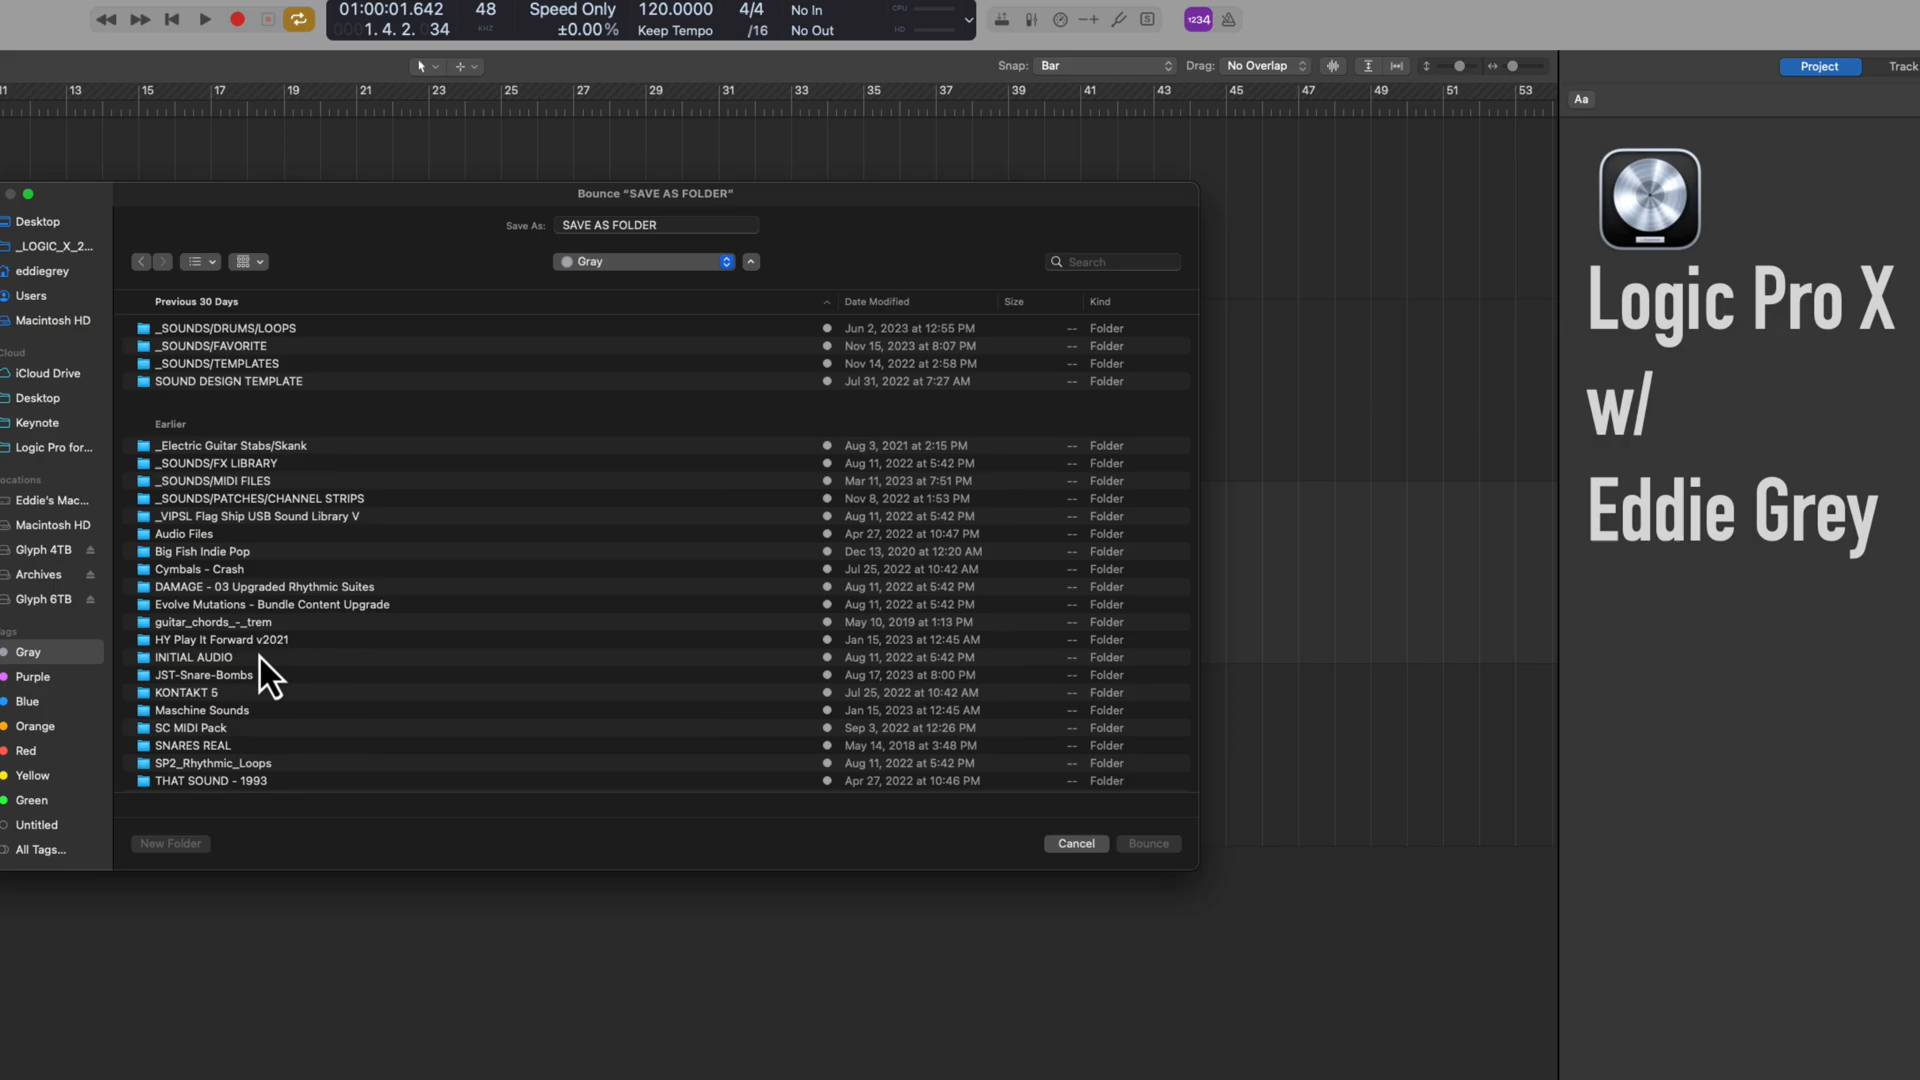 01:00:01.642 48 Speed Only 120.0000 4/4 No In CPU
0001. 4. 2. 034 KHZ ±0.00% Keep Tempo /16 No Out HD
S 1234
Snap: Bar Drag: No Overlap
Project Track
11 13 15 17 19 21 23 25 27 29 31 33 35 37 39 41 43 45 47 49 51 53
Aa
Bounce “SAVE AS FOLDER”
Save As: SAVE AS FOLDER
Gray
Search
Desktop
_LOGIC_X_2...
eddiegrey
Users
Macintosh HD
Cloud
iCloud Drive
Desktop
Keynote
Logic Pro for...
ocations
Eddie's Mac...
Macintosh HD
Glyph 4TB
Archives
Glyph 6TB
ags
Gray
Purple
Blue
Orange
Red
Yellow
Green
Untitled
All Tags...
Previous 30 Days Date Modified Size Kind
_SOUNDS/DRUMS/LOOPS Jun 2, 2023 at 12:55 PM -- Folder
_SOUNDS/FAVORITE Nov 15, 2023 at 8:07 PM -- Folder
_SOUNDS/TEMPLATES Nov 14, 2022 at 2:58 PM -- Folder
SOUND DESIGN TEMPLATE Jul 31, 2022 at 7:27 AM -- Folder
Earlier
_Electric Guitar Stabs/Skank Aug 3, 2021 at 2:15 PM -- Folder
_SOUNDS/FX LIBRARY Aug 11, 2022 at 5:42 PM -- Folder
_SOUNDS/MIDI FILES Mar 11, 2023 at 7:51 PM -- Folder
_SOUNDS/PATCHES/CHANNEL STRIPS Nov 8, 2022 at 1:53 PM -- Folder
_VIPSL Flag Ship USB Sound Library V Aug 11, 2022 at 5:42 PM -- Folder
Audio Files Apr 27, 2022 at 10:47 PM -- Folder
Big Fish Indie Pop Dec 13, 2020 at 12:20 AM -- Folder
Cymbals - Crash Jul 25, 2022 at 10:42 AM -- Folder
DAMAGE - 03 Upgraded Rhythmic Suites Aug 11, 2022 at 5:42 PM -- Folder
Evolve Mutations - Bundle Content Upgrade Aug 11, 2022 at 5:42 PM -- Folder
guitar_chords_-_trem May 10, 2019 at 1:13 PM -- Folder
HY Play It Forward v2021 Jan 15, 2023 at 12:45 AM -- Folder
INITIAL AUDIO Aug 11, 2022 at 5:42 PM -- Folder
JST-Snare-Bombs Aug 17, 2023 at 8:00 PM -- Folder
KONTAKT 5 Jul 25, 2022 at 10:42 AM -- Folder
Maschine Sounds Jan 15, 2023 at 12:45 AM -- Folder
SC MIDI Pack Sep 3, 2022 at 12:26 PM -- Folder
SNARES REAL May 14, 2018 at 3:48 PM -- Folder
SP2_Rhythmic_Loops Aug 11, 2022 at 5:42 PM -- Folder
THAT SOUND - 1993 Apr 27, 2022 at 10:46 PM -- Folder
New Folder Cancel Bounce
Logic Pro X
w/
Eddie Grey